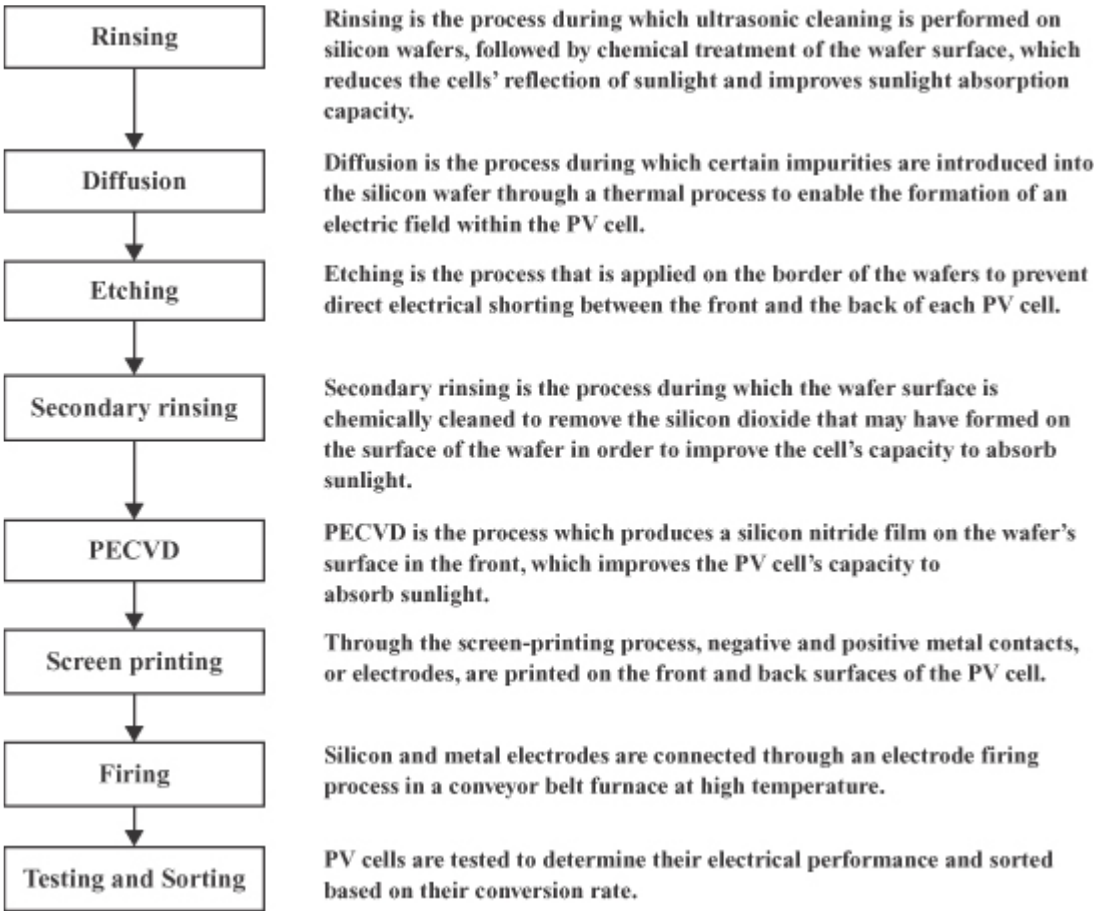 Rinsing
Rinsing is the process during which ultrasonic cleaning is performed on
silicon wafers, followed by chemical treatment of the wafer surface, which
reduces the cells’ reflection of sunlight and improves sunlight absorption
capacity.
Diffusion
Diffusion is the process during which certain impurities are introduced into
the silicon wafer through a thermal process to enable the formation of an
electric field within the PV cell.
Etching
Etching is the process that is applied on the border of the wafers to prevent
direct electrical shorting between the front and the back of each PV cell.
Secondary rinsing
Secondary rinsing is the process during which the wafer surface is
chemically cleaned to remove the silicon dioxide that may have formed on
the surface of the wafer in order to improve the cell’s capacity to absorb
sunlight.
PECVD
PECVD is the process which produces a silicon nitride film on the wafer’s
surface in the front, which improves the PV cell’s capacity to
absorb sunlight.
Screen printing
Through the screen-printing process, negative and positive metal contacts,
or electrodes, are printed on the front and back surfaces of the PV cell.
Firing
Silicon and metal electrodes are connected through an electrode firing
process in a conveyor belt furnace at high temperature.
Testing and Sorting
PV cells are tested to determine their electrical performance and sorted
based on their conversion rate.